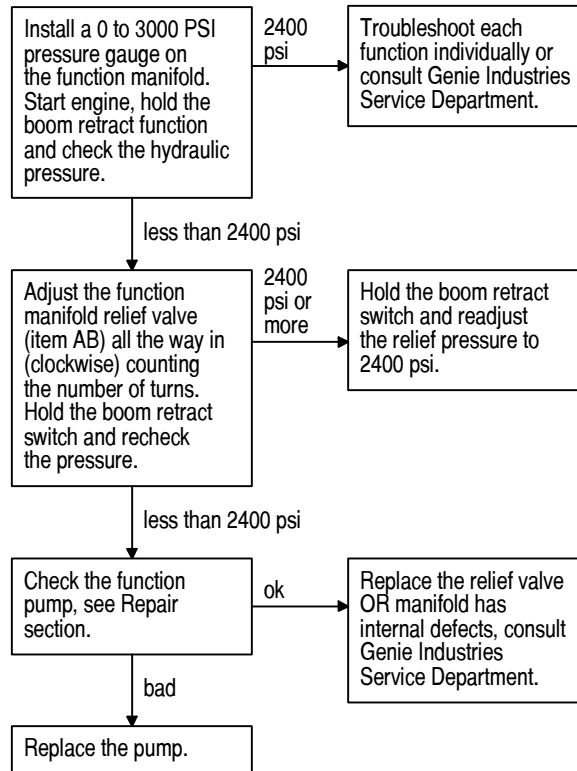 Install a 0 to 3000 PSI
pressure gauge on
the function manifold.
Start engine, hold the
boom retract function
and check the hydraulic
pressure.
2400
psi
Troubleshoot each
function individually or
consult Genie Industries
Service Department.
less than 2400 psi
Adjust the function
manifold relief valve
(item AB) all the way in
(clockwise) counting
the number of turns.
Hold the boom retract
switch and recheck
the pressure.
2400
psi or
more
Hold the boom retract
switch and readjust
the relief pressure to
2400 psi.
less than 2400 psi
Check the function
pump, see Repair
section.
ok
Replace the relief valve
OR manifold has
internal defects, consult
Genie Industries
Service Department.
bad
Replace the pump.